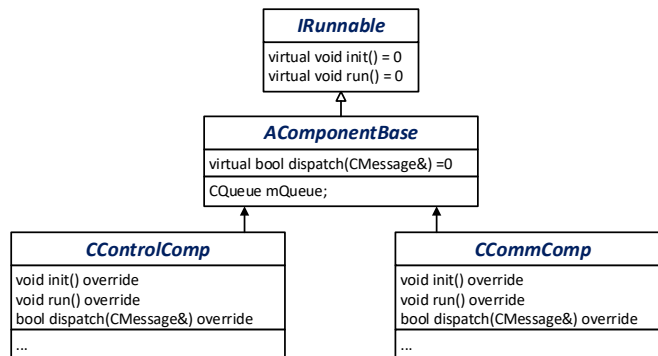 IRunnable
virtual void init() = 0
virtual void run() = 0
AComponentBase
virtual bool dispatch(CMessage&) =0
CQueue mQueue;
CControlComp
void init() override
void run() override
bool dispatch(CMessage&) override
...
CCommComp
void init() override
void run() override
bool dispatch(CMessage&) override
...